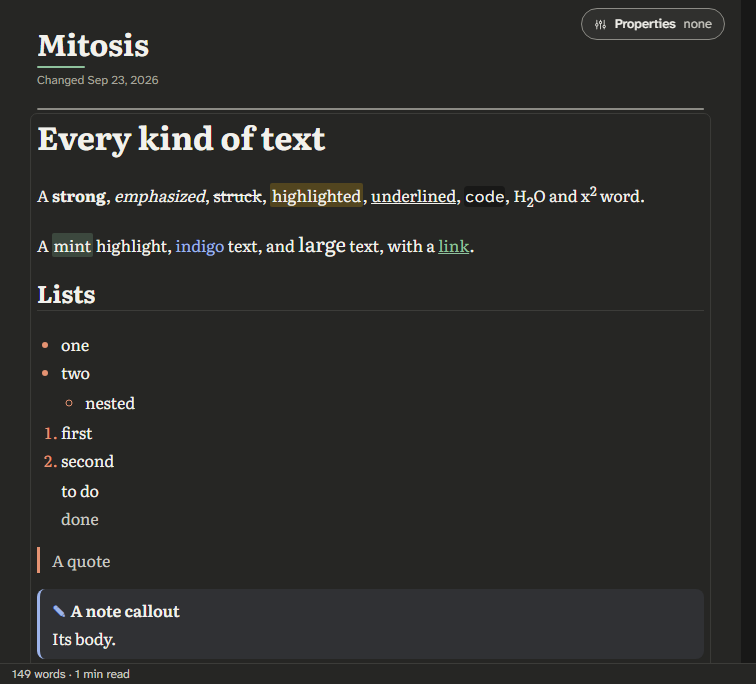 Properties none
Mitosis
Changed Sep 23, 2026
Every kind of text
A strong, emphasized, struck, highlighted, underlined, code, H₂O and x² word.
A mint highlight, indigo text, and large text, with a link.
Lists
one
two
nested
1. first
2. second
to do
done
A quote
A note callout
Its body.
149 words · 1 min read